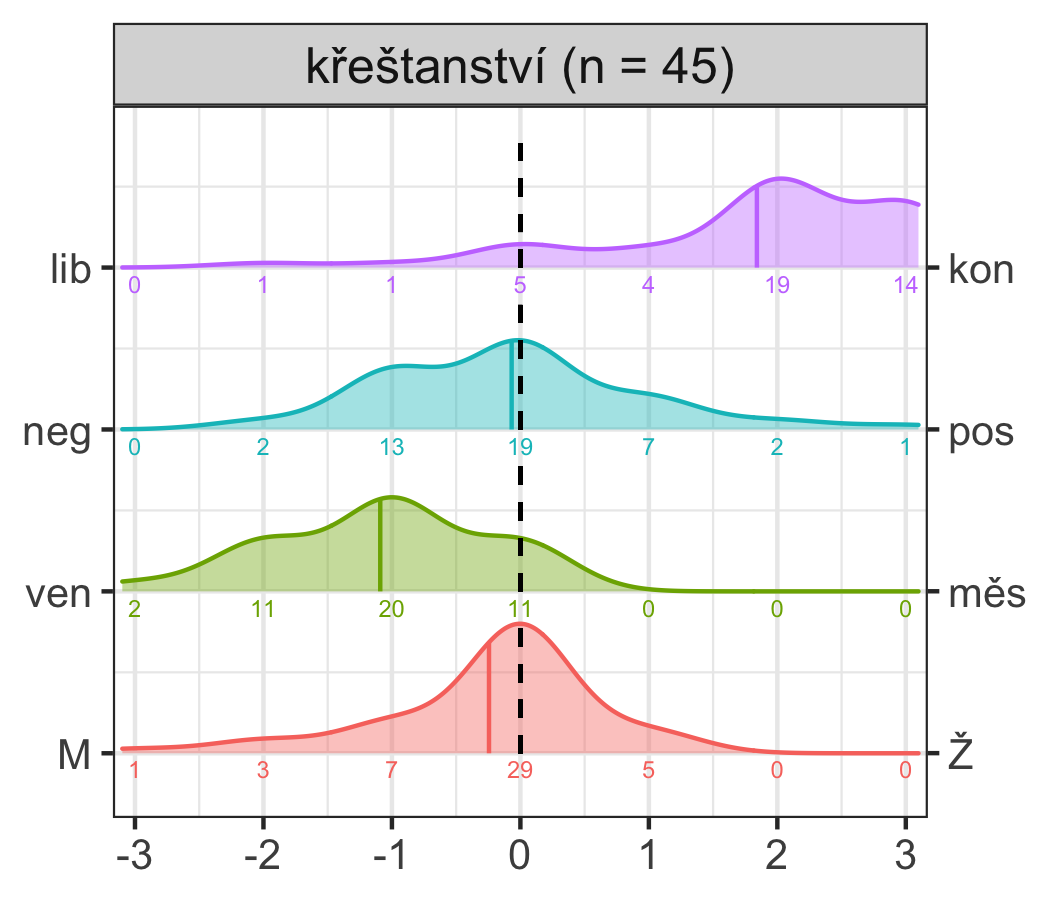 křeštanství (n = 45)
lib kon
0 1 1 5 4 19 14
neg pos
0 2 13 19 7 2 1
ven měs
2 11 20 11 0 0 0
M Ž
1 3 7 29 5 0 0
-3 -2 -1 0 1 2 3